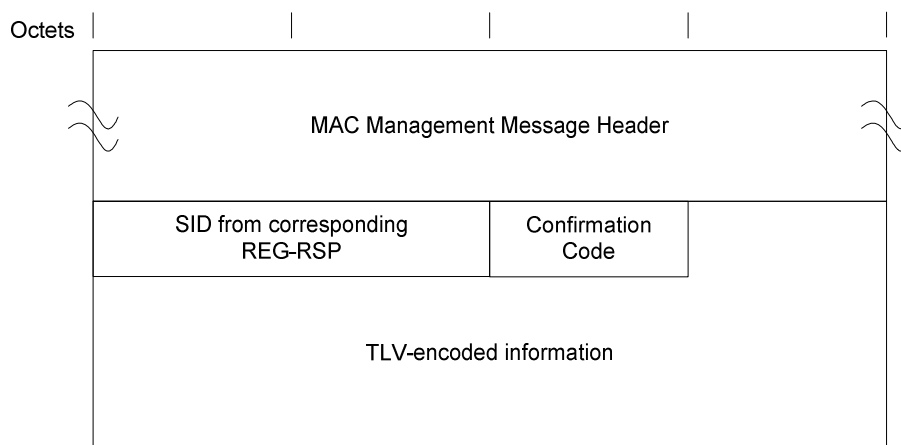 Octets
MAC Management Message Header
SID from corresponding
REG-RSP
Confirmation
Code
TLV-encoded information